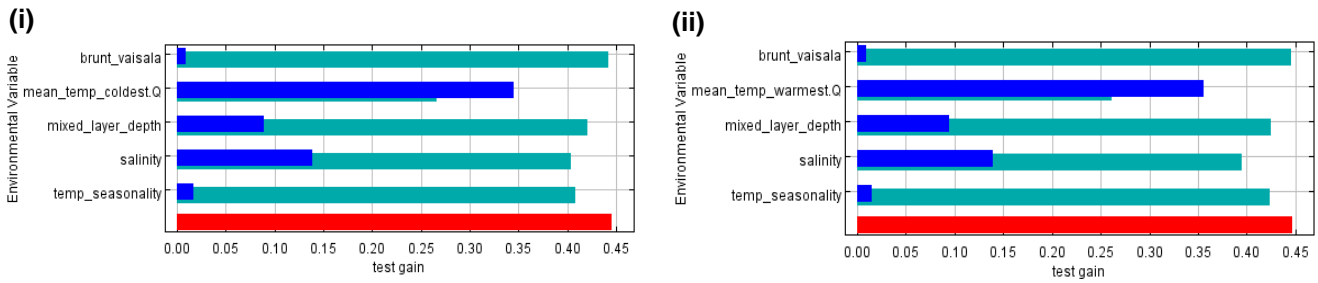 (i)
Environmental Variable
brunt_vaisala
mean_temp_coldest.Q
mixed_layer_depth
salinity
temp_seasonality
0.00 0.05 0.10 0.15 0.20 0.25 0.30 0.35 0.40 0.45
test gain
(ii)
Environmental Variable
brunt_vaisala
mean_temp_warmest.Q
mixed_layer_depth
salinity
temp_seasonality
0.00 0.05 0.10 0.15 0.20 0.25 0.30 0.35 0.40 0.45
test gain